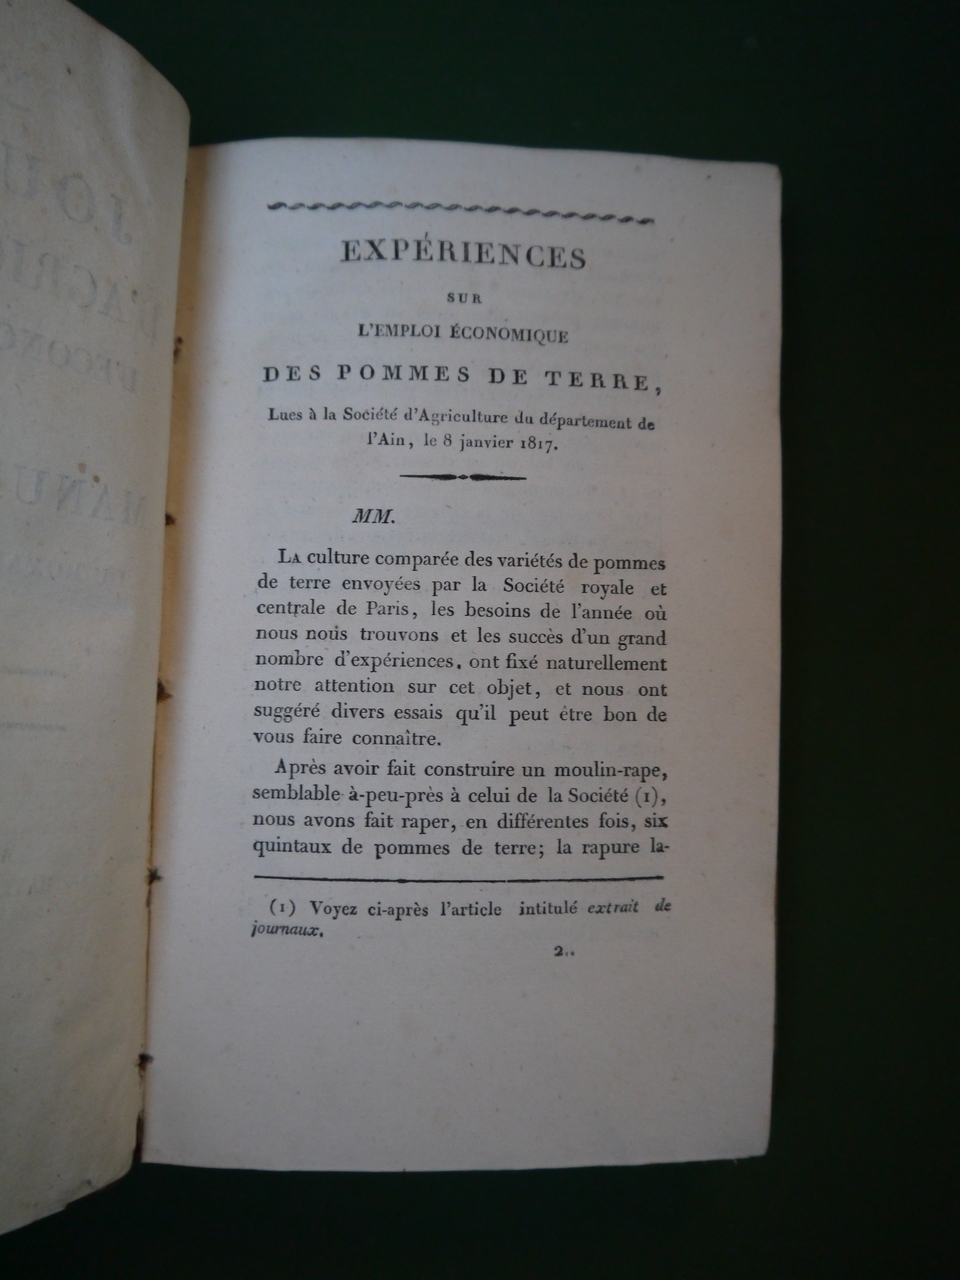 EXPÉRIENCES
SUR
L'EMPLOI ÉCONOMIQUE
DES POMMES DE TERRE,
Lues à la Société d'Agriculture du département de
l'Ain, le 8 janvier 1817.
MM.
LA culture comparée des variétés de pommes
de terre envoyées par la Société royale et
centrale de Paris, les besoins de l'année où
nous nous trouvons et les succès d'un grand
nombre d'expériences, ont fixé naturellement
notre attention sur cet objet, et nous ont
suggéré divers essais qu'il peut être bon de
vous faire connaître.
Après avoir fait construire un moulin-rape,
semblable à-peu-près à celui de la Société (1),
nous avons fait raper, en différentes fois, six
quintaux de pommes de terre; la rapure la-
(1) Voyez ci-après l'article intitulé extrait de
journaux.
2..